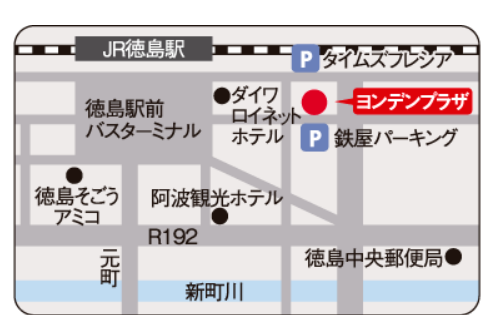 JR徳島駅
P タイムズフレシア
徳島駅前
バスターミナル
ダイワ
ロイネット
ホテル
ヨンデンプラザ
P 鉄屋パーキング
徳島そごう
アミコ
阿波観光ホテル
R192
元町
徳島中央郵便局
新町川